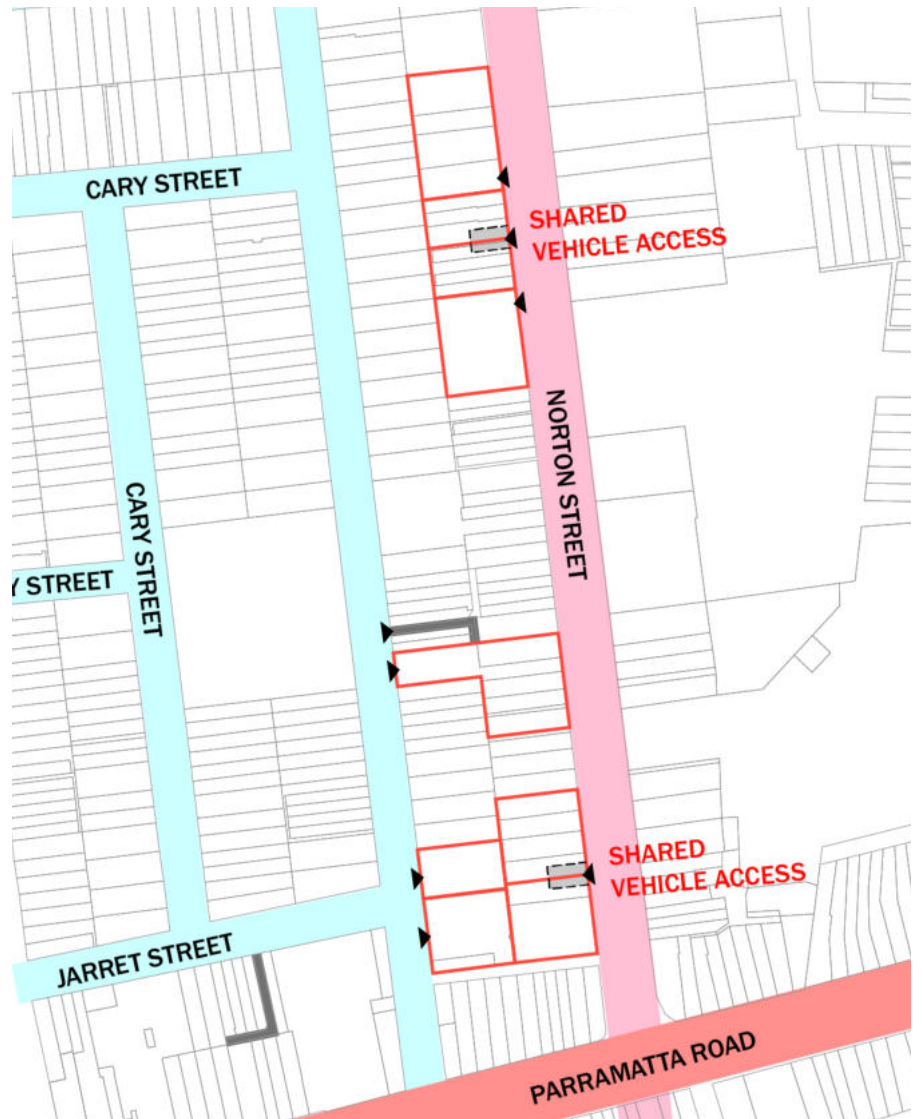 CARY STREET
SHARED
VEHICLE ACCESS
NORTON STREET
CARY STREET
Y STREET
SHARED
VEHICLE ACCESS
JARRET STREET
PARRAMATTA ROAD